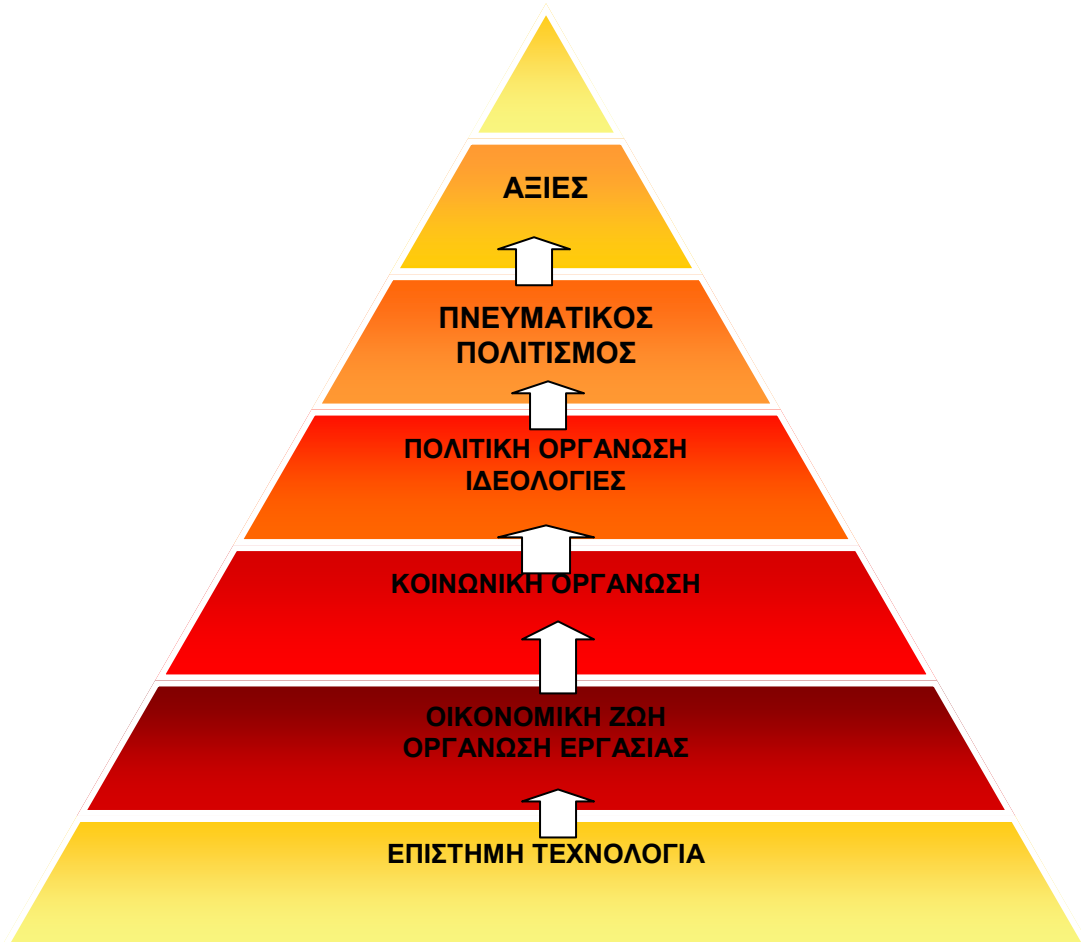 ΑΞΙΕΣ
ΠΝΕΥΜΑΤΙΚΟΣ
ΠΟΛΙΤΙΣΜΟΣ
ΠΟΛΙΤΙΚΗ ΟΡΓΑΝΩΣΗ
ΙΔΕΟΛΟΓΙΕΣ
ΚΟΙΝΩΝΙΚΗ ΟΡΓΑΝΩΣΗ
ΟΙΚΟΝΟΜΙΚΗ ΖΩΗ
ΟΡΓΑΝΩΣΗ ΕΡΓΑΣΙΑΣ
ΕΠΙΣΤΗΜΗ ΤΕΧΝΟΛΟΓΙΑ